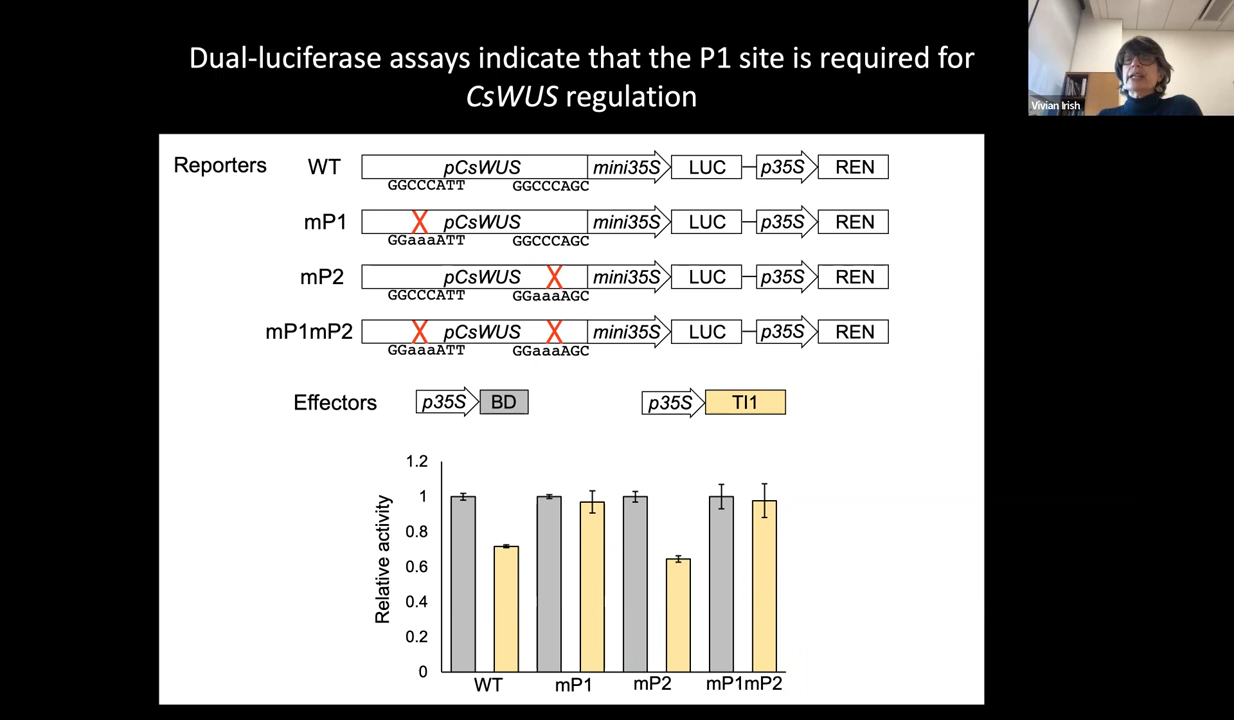 Dual-luciferase assays indicate that the P1 site is required for
CsWUS regulation
Vivian Irish
Reporters WT pCsWUS mini35S LUC p35S REN
GGCCCATT GGCCCAGC
mP1 X pCsWUS mini35S LUC p35S REN
GGaaaATT GGCCCAGC
mP2 pCsWUS X mini35S LUC p35S REN
GGCCCATT GGaaaAGC
mP1mP2 X pCsWUS X mini35S LUC p35S REN
GGaaaATT GGaaaAGC
Effectors p35S BD p35S TI1
Relative activity
1.2
1
0.8
0.6
0.4
0.2
0
WT mP1 mP2 mP1mP2